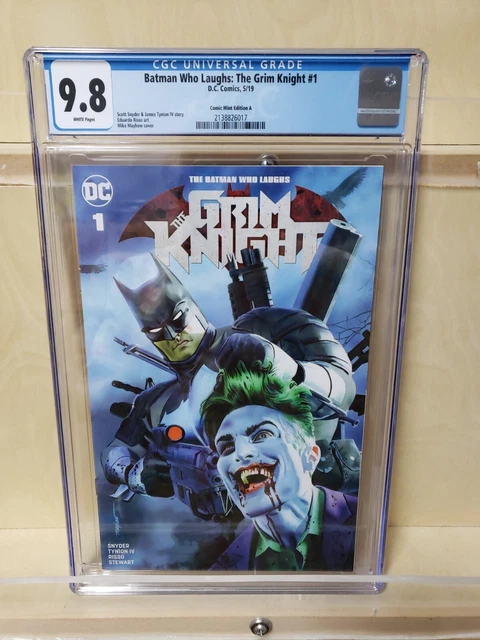 CGC UNIVERSAL GRADE
9.8
WHITE Pages
Batman Who Laughs: The Grim Knight #1
D.C. Comics, 5/19
Comic Mint Edition A
Scott Snyder & James Tynion IV story
Eduardo Risso art
Mike Mayhew cover
2138826017
DC
1
THE BATMAN WHO LAUGHS
THE
GRIM
KNIGHT
SNYDER
TYNION IV
RISSO
STEWART